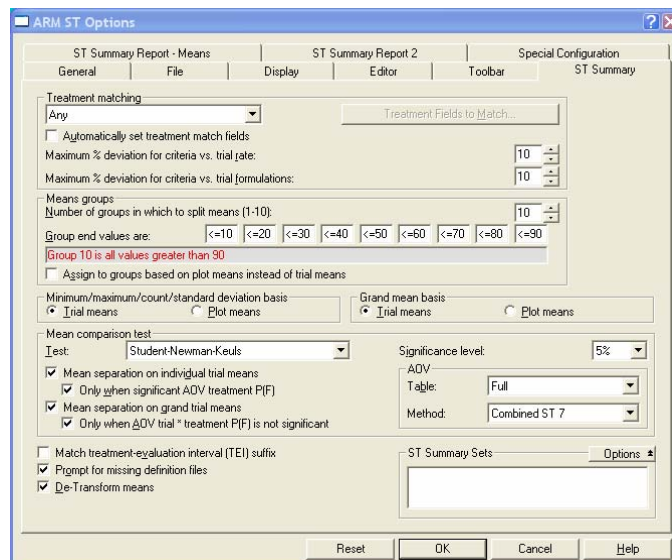 ARM ST Options
ST Summary Report - Means ST Summary Report 2 Special Configuration
General File Display Editor Toolbar ST Summary
Treatment matching
Any Treatment Fields to Match...
Automatically set treatment match fields
Maximum % deviation for criteria vs. trial rate: 10
Maximum % deviation for criteria vs. trial formulations: 10
Means groups
Number of groups in which to split means (1-10): 10
Group end values are: <=10 <=20 <=30 <=40 <=50 <=60 <=70 <=80 <=90
Group 10 is all values greater than 90
Assign to groups based on plot means instead of trial means
Minimum/maximum/count/standard deviation basis Grand mean basis
Trial means Plot means Trial means Plot means
Mean comparison test
Test: Student-Newman-Keuls Significance level: 5%
Mean separation on individual trial means AOV
Only when significant AOV treatment P(F) Table: Full
Mean separation on grand trial means
Only when AOV trial * treatment P(F) is not significant Method: Combined ST 7
Match treatment-evaluation interval (TEI) suffix ST Summary Sets Options
Prompt for missing definition files
De-Transform means
Reset OK Cancel Help